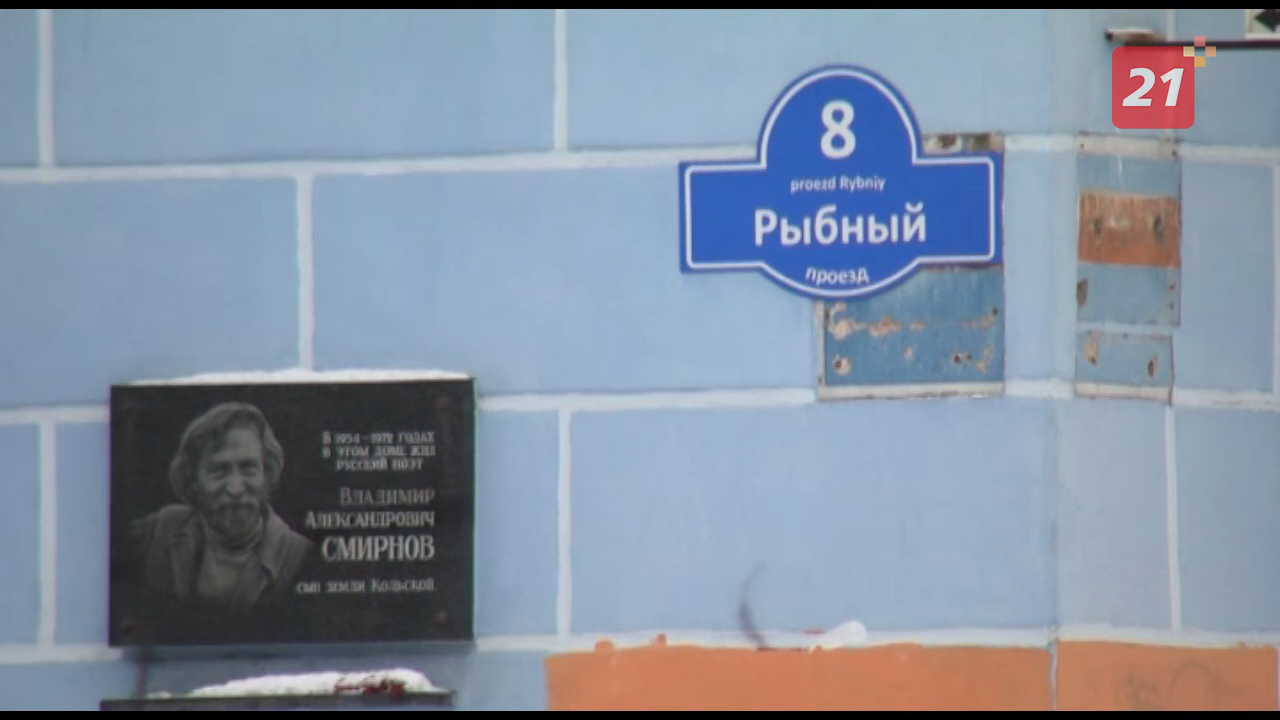 21
8
proezd Rybniy
Рыбный
проезд
В 1954-1972 ГОДАХ
В ЭТОМ ДОМЕ ЖИЛ
РУССКИЙ ПОЭТ
ВЛАДИМИР
АЛЕКСАНДРОВИЧ
СМИРНОВ
сын земли Кольской.